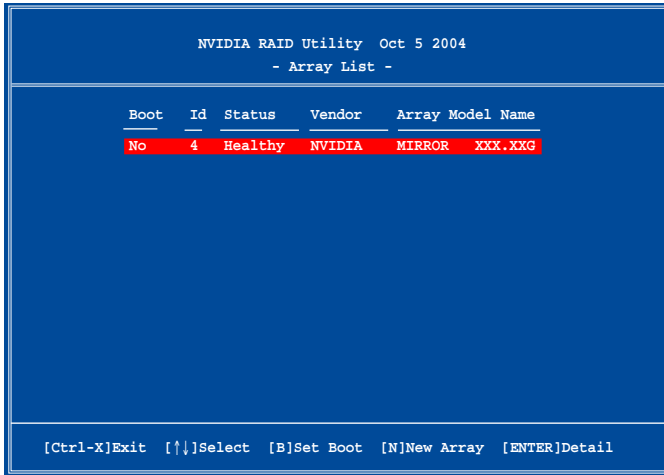 NVIDIA RAID Utility Oct 5 2004
- Array List -
Boot Id Status Vendor Array Model Name
No 4 Healthy NVIDIA MIRROR XXX.XXG
[Ctrl-X]Exit [↑↓]Select [B]Set Boot [N]New Array [ENTER]Detail